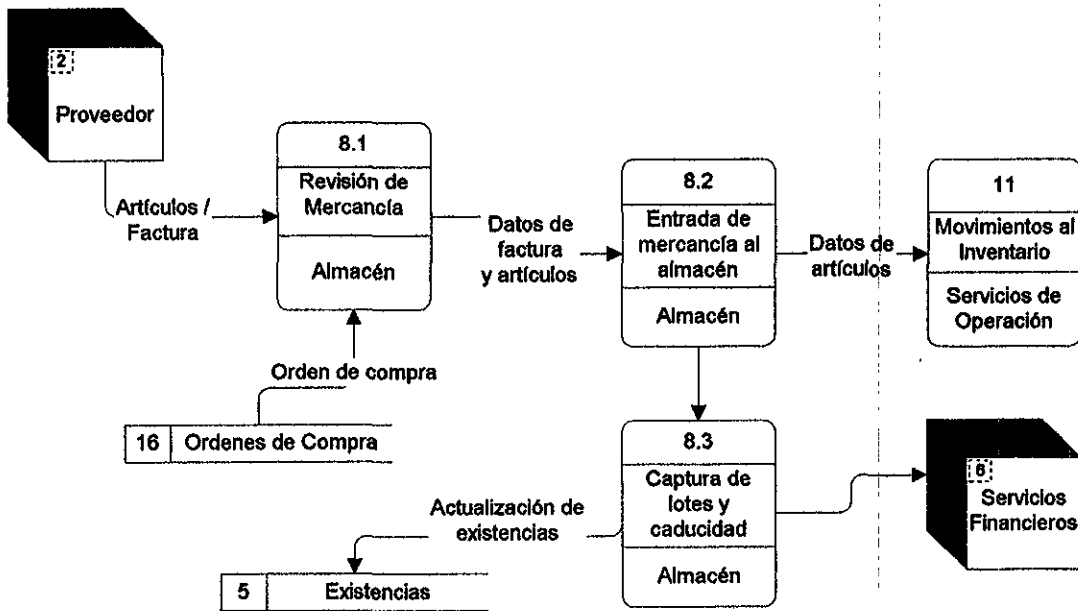 2
Proveedor
Artículos /
Factura
8.1
Revisión de
Mercancía
Almacén
Datos de
factura
y artículos
8.2
Entrada de
mercancía al
almacén
Almacén
Datos de
artículos
11
Movimientos al
Inventario
Servicios de
Operación
Orden de compra
16
Ordenes de Compra
8.3
Captura de
lotes y
caducidad
Almacén
Actualización de
existencias
5
Existencias
6
Servicios
Financieros